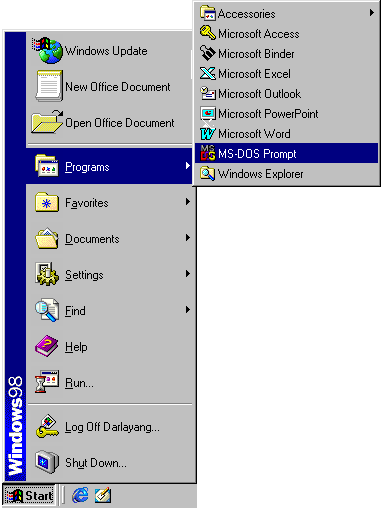 Windows Update
New Office Document
Open Office Document
Programs
Favorites
Documents
Settings
Find
Help
Run...
Log Off Darlayang...
Shut Down...
Windows98
Start
Accessories
Microsoft Access
Microsoft Binder
Microsoft Excel
Microsoft Outlook
Microsoft PowerPoint
Microsoft Word
MS-DOS Prompt
Windows Explorer